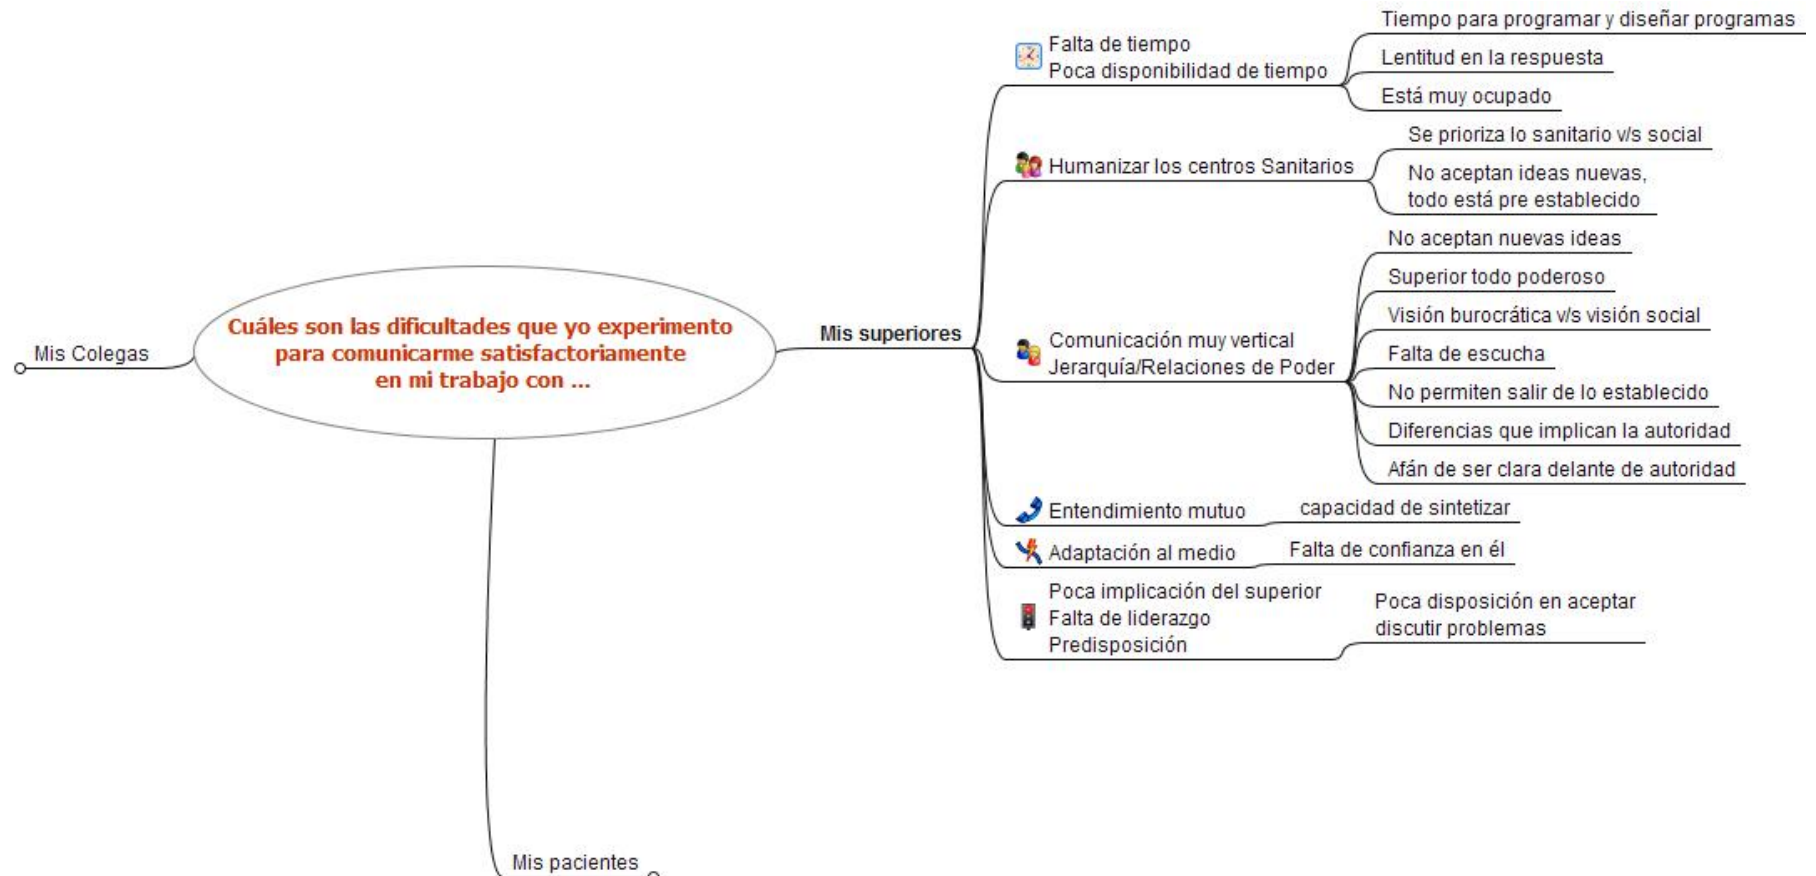 Mis Colegas
Cuáles son las dificultades que yo experimento
para comunicarme satisfactoriamente
en mi trabajo con ...
Mis pacientes
Mis superiores
Falta de tiempo
Poca disponibilidad de tiempo
Tiempo para programar y diseñar programas
Lentitud en la respuesta
Está muy ocupado
Humanizar los centros Sanitarios
Se prioriza lo sanitario v/s social
No aceptan ideas nuevas,
todo está pre establecido
Comunicación muy vertical
Jerarquía/Relaciones de Poder
No aceptan nuevas ideas
Superior todo poderoso
Visión burocrática v/s visión social
Falta de escucha
No permiten salir de lo establecido
Diferencias que implican la autoridad
Afán de ser clara delante de autoridad
Entendimiento mutuo
capacidad de sintetizar
Adaptación al medio
Falta de confianza en él
Poca implicación del superior
Falta de liderazgo
Predisposición
Poca disposición en aceptar
discutir problemas